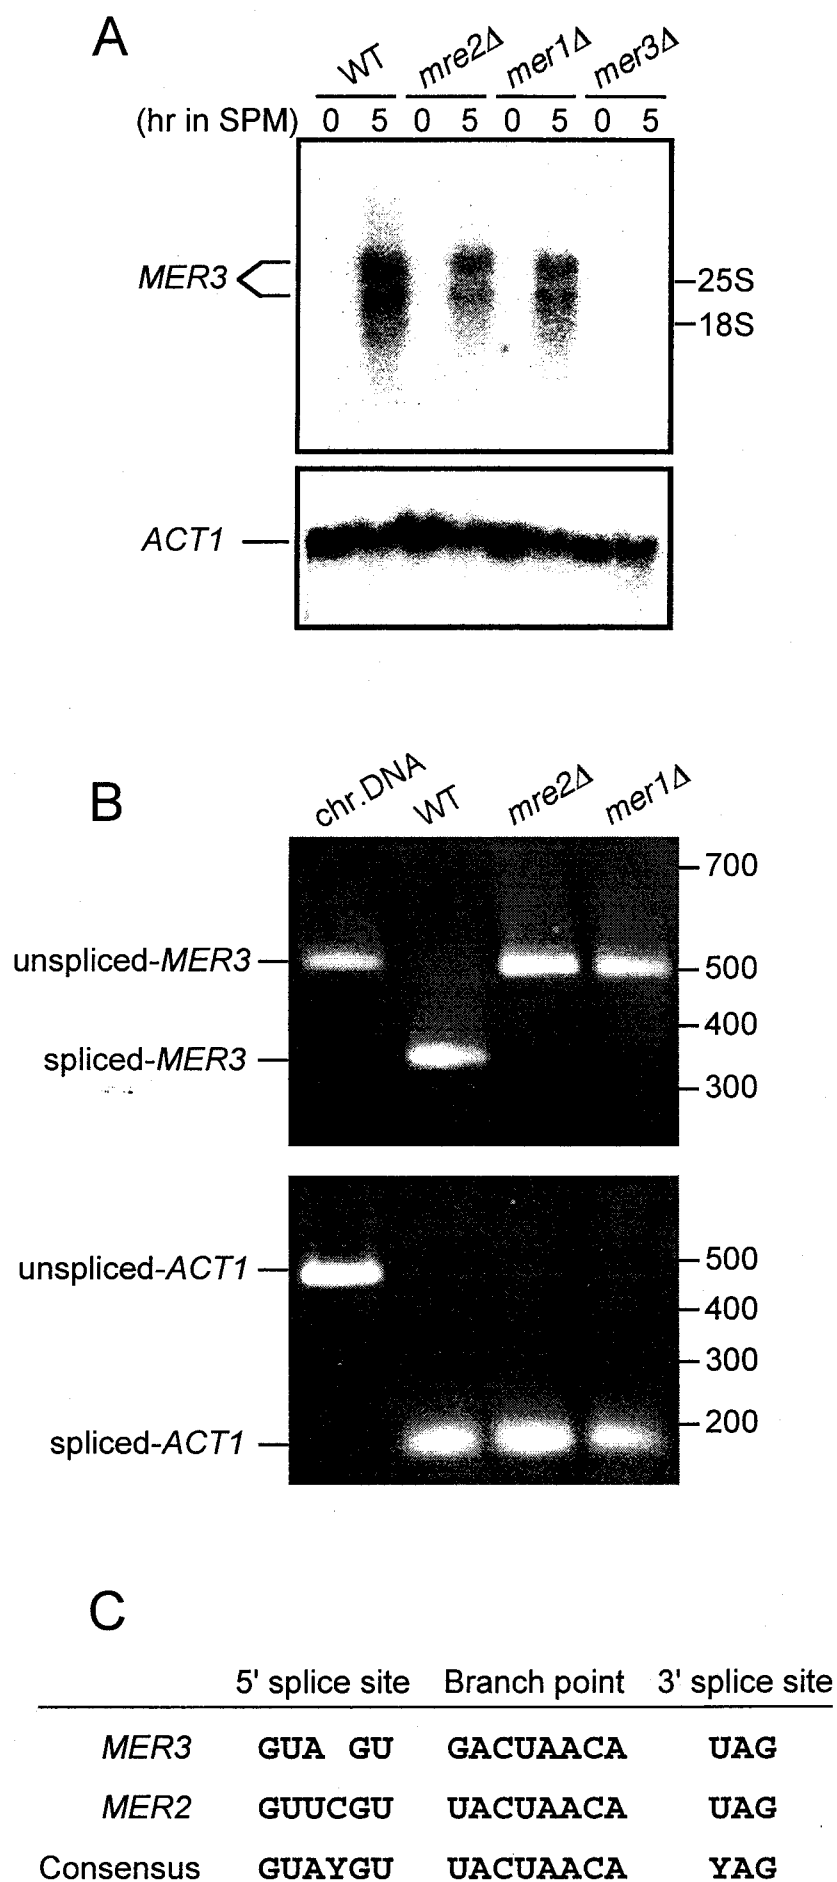 A
WT mre2Δ mer1Δ mer3Δ
(hr in SPM) 0 5 0 5 0 5 0 5
MER3
25S
18S
ACT1
B
chr.DNA WT mre2Δ mer1Δ
700
unspliced-MER3
500
400
spliced-MER3
300
unspliced-ACT1
500
400
300
200
spliced-ACT1
C
5' splice site Branch point 3' splice site
MER3 GUA GU GACUAACA UAG
MER2 GUUCGU UACUAACA UAG
Consensus GUAYGU UACUAACA YAG